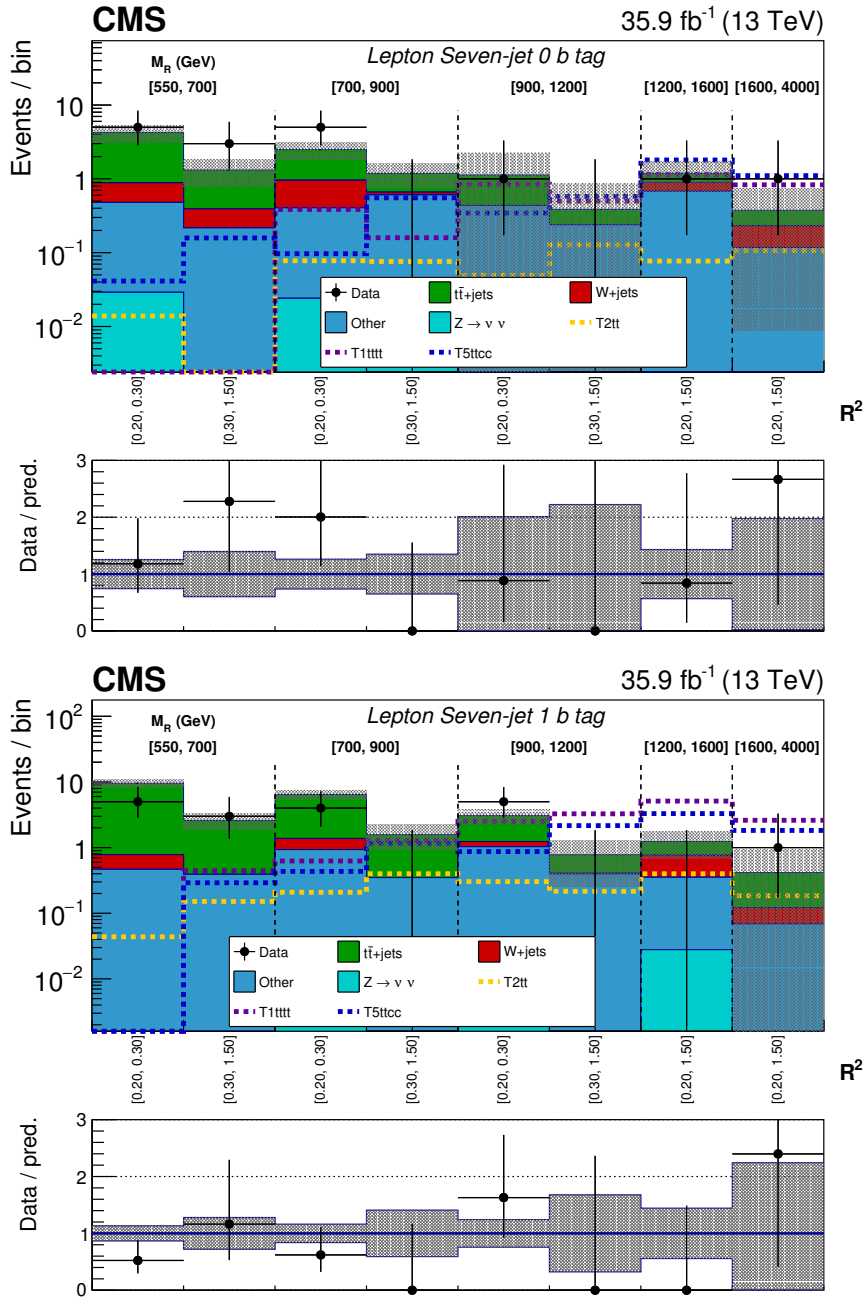 CMS 35.9 fb⁻¹ (13 TeV)
Lepton Seven-jet 0 b tag
M_R (GeV)
[550, 700] [700, 900] [900, 1200] [1200, 1600] [1600, 4000]
Events / bin
10
1
10⁻¹
10⁻²
Data tt̄+jets W+jets
Other Z → ν ν T2tt
T1tttt T5ttcc
[0.20, 0.30] [0.30, 1.50] [0.20, 0.30] [0.30, 1.50] [0.20, 0.30] [0.30, 1.50] [0.20, 1.50] [0.20, 1.50]
R²
Data / pred.
3
2
1
0
CMS 35.9 fb⁻¹ (13 TeV)
Lepton Seven-jet 1 b tag
M_R (GeV)
[550, 700] [700, 900] [900, 1200] [1200, 1600] [1600, 4000]
Events / bin
10²
10
1
10⁻¹
10⁻²
Data tt̄+jets W+jets
Other Z → ν ν T2tt
T1tttt T5ttcc
[0.20, 0.30] [0.30, 1.50] [0.20, 0.30] [0.30, 1.50] [0.20, 0.30] [0.30, 1.50] [0.20, 1.50] [0.20, 1.50]
R²
Data / pred.
3
2
1
0